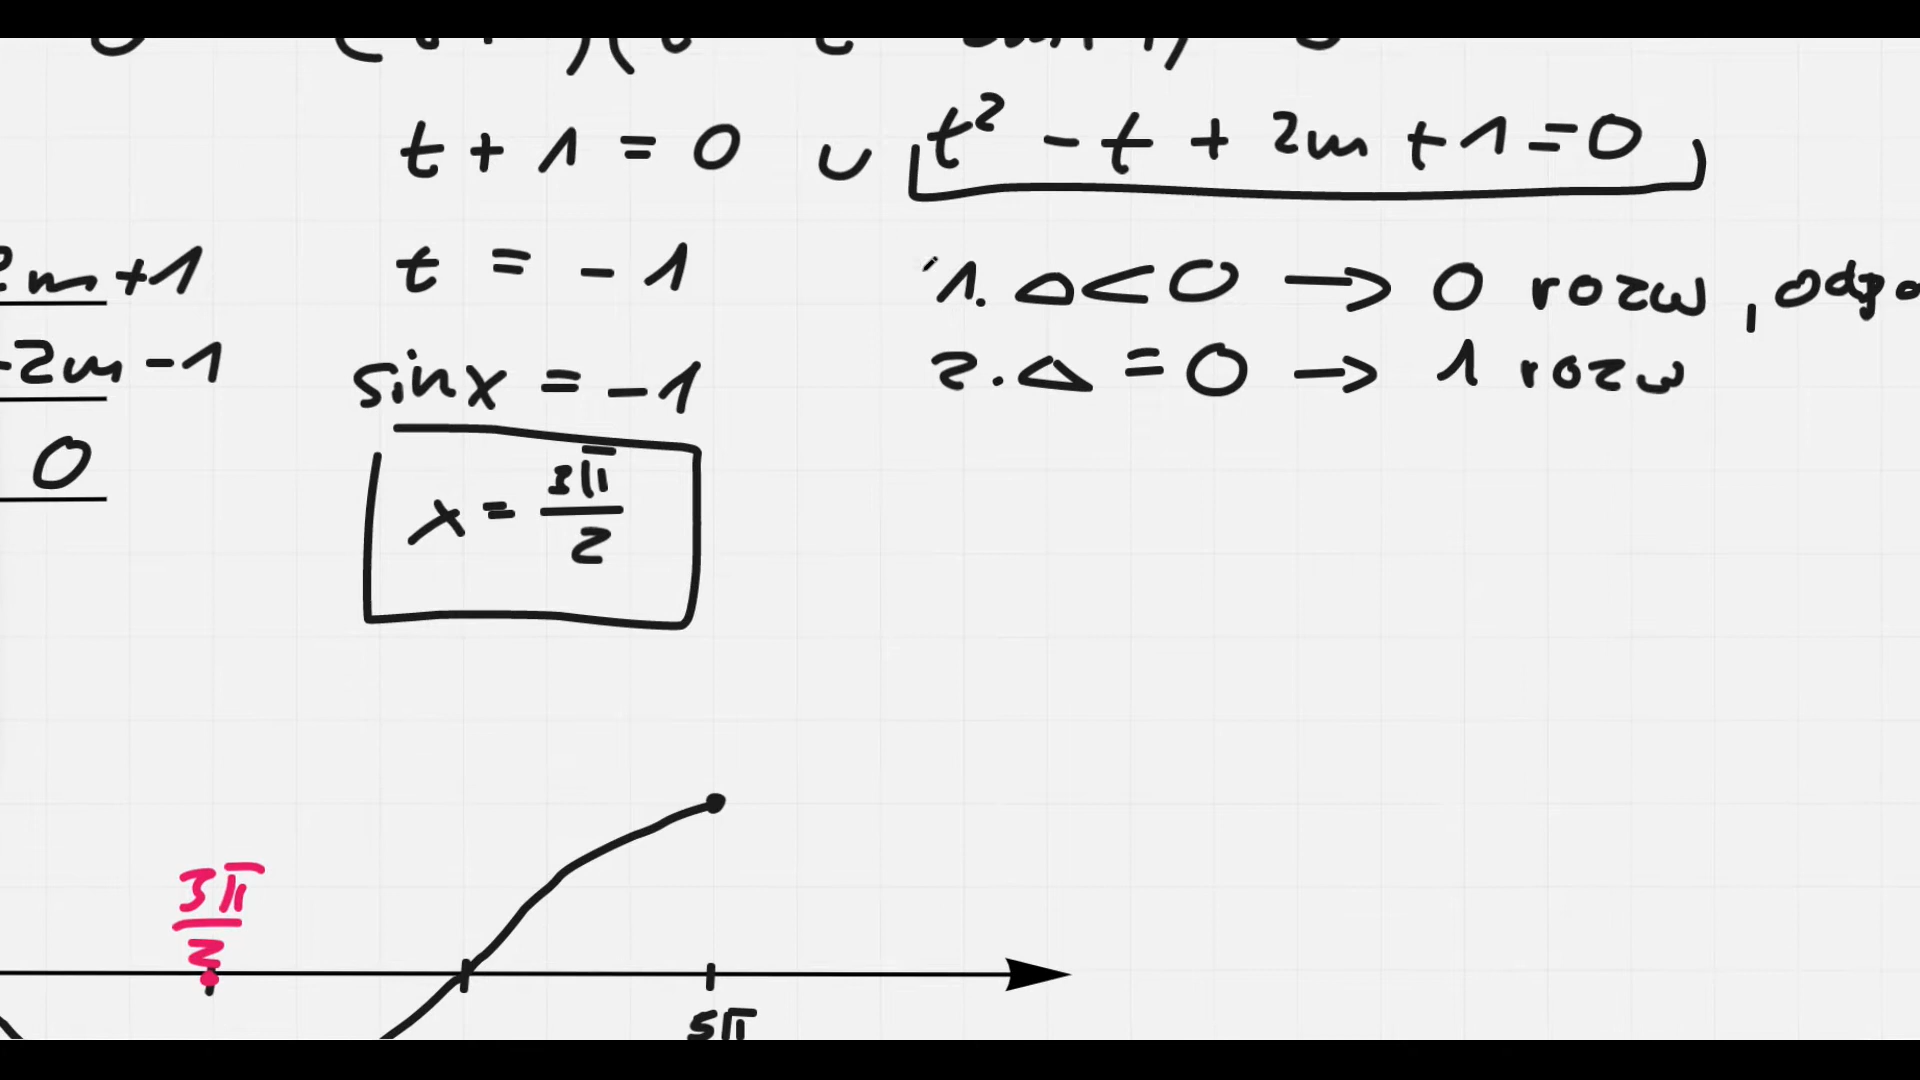 t + 1 = 0 ∪ t² - t + 2m + 1 = 0
2m + 1
t = -1
1. Δ < 0 → 0 rozw,
-2m - 1
sin x = -1
2. Δ = 0 → 1 rozw
0
x = 3π/2
3π/2
5π